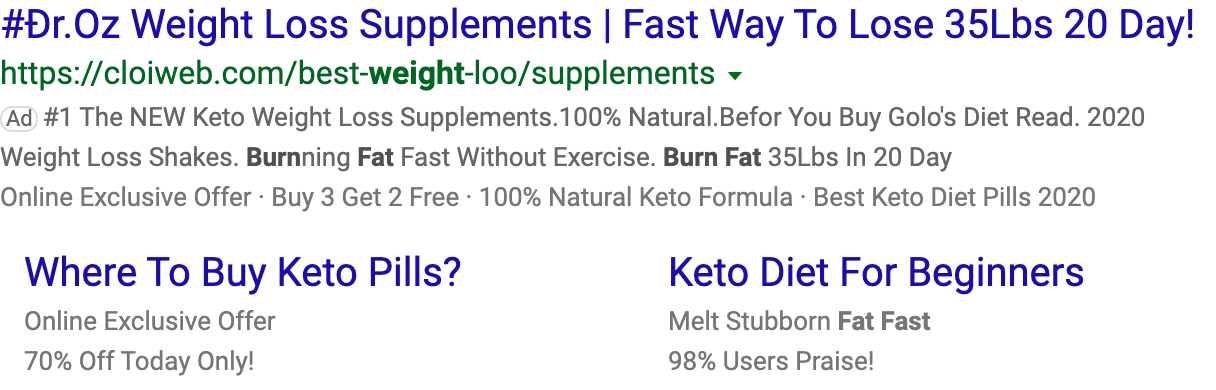 #Ðr.Oz Weight Loss Supplements | Fast Way To Lose 35Lbs 20 Day!
https://cloiweb.com/best-weight-loo/supplements
Ad #1 The NEW Keto Weight Loss Supplements.100% Natural.Befor You Buy Golo's Diet Read. 2020
Weight Loss Shakes. Burnning Fat Fast Without Exercise. Burn Fat 35Lbs In 20 Day
Online Exclusive Offer · Buy 3 Get 2 Free · 100% Natural Keto Formula · Best Keto Diet Pills 2020
Where To Buy Keto Pills?
Online Exclusive Offer
70% Off Today Only!
Keto Diet For Beginners
Melt Stubborn Fat Fast
98% Users Praise!